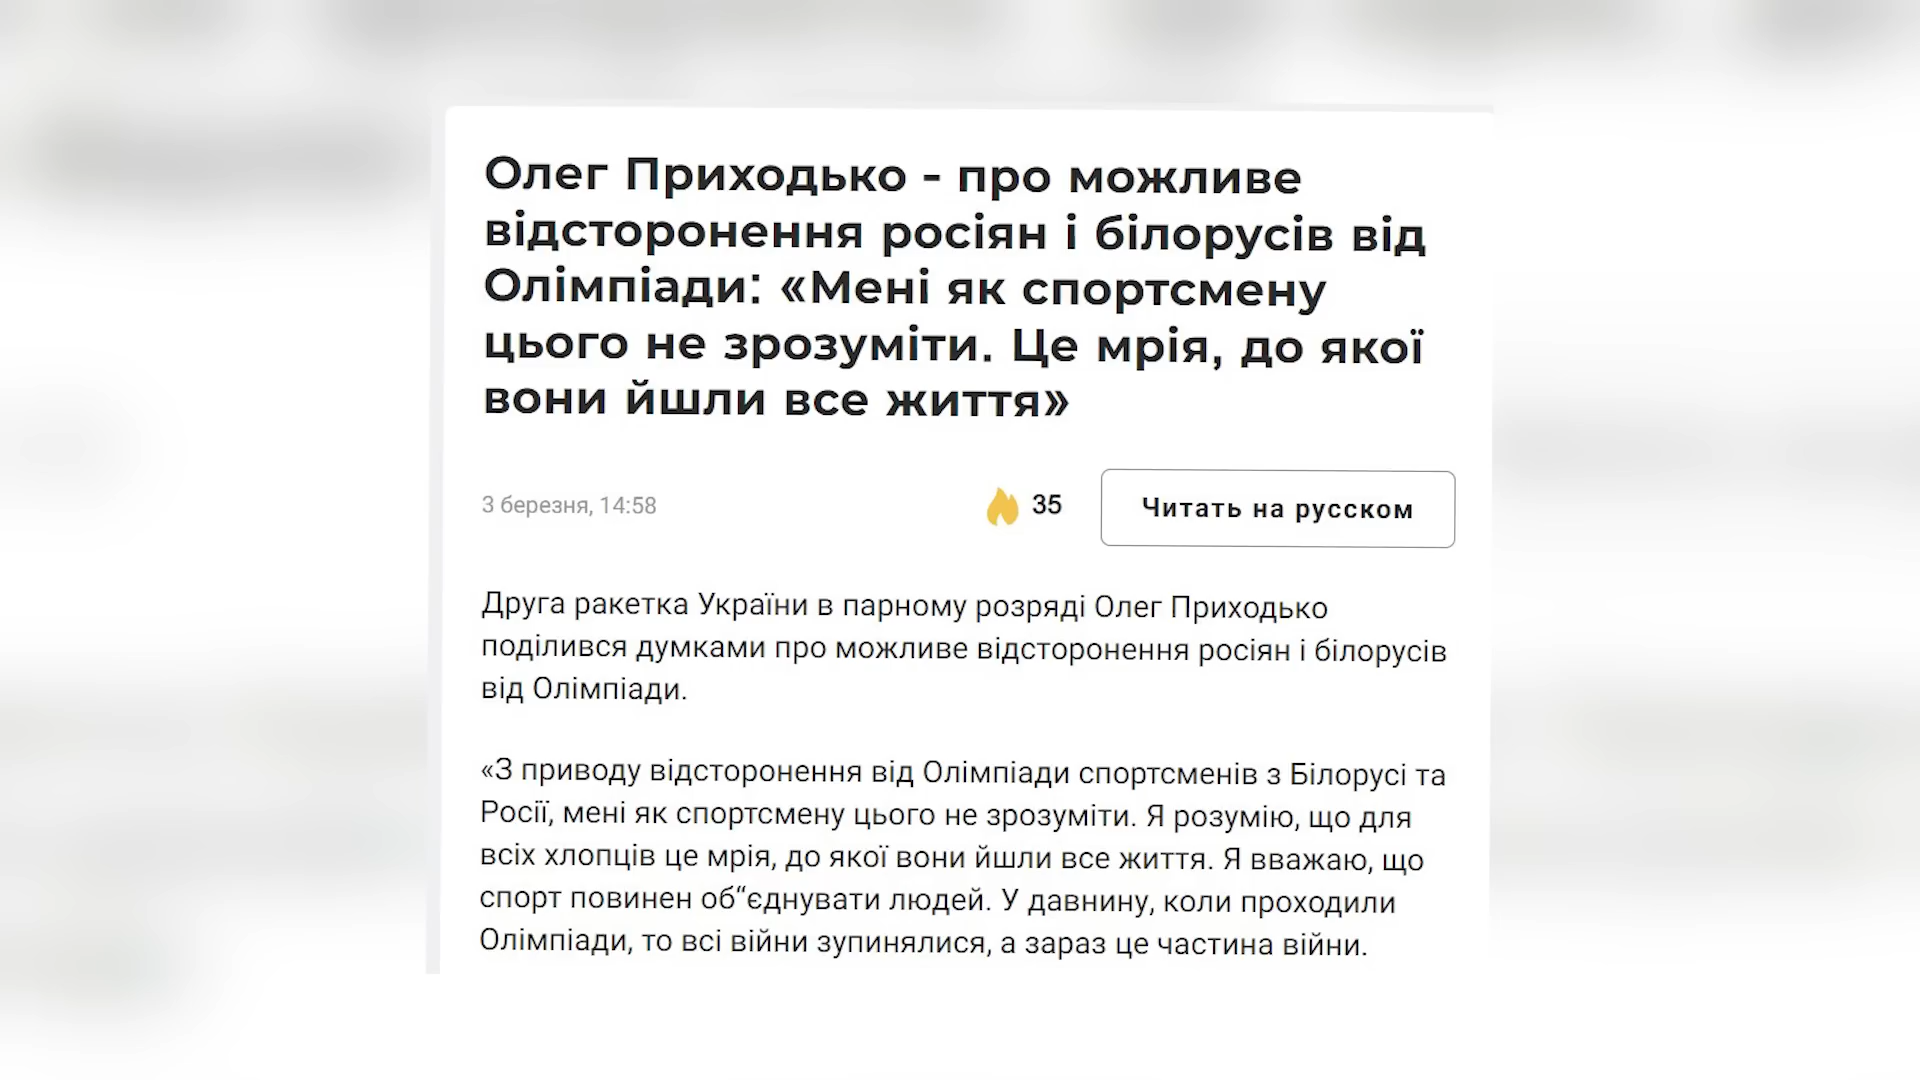 Олег Приходько - про можливе
відсторонення росіян і білорусів від
Олімпіади: «Мені як спортсмену
цього не зрозуміти. Це мрія, до якої
вони йшли все життя»
3 березня, 14:58
35
Читать на русском
Друга ракетка України в парному розряді Олег Приходько
поділився думками про можливе відсторонення росіян і білорусів
від Олімпіади.
«З приводу відсторонення від Олімпіади спортсменів з Білорусі та
Росії, мені як спортсмену цього не зрозуміти. Я розумію, що для
всіх хлопців це мрія, до якої вони йшли все життя. Я вважаю, що
спорт повинен об“єднувати людей. У давнину, коли проходили
Олімпіади, то всі війни зупинялися, а зараз це частина війни.